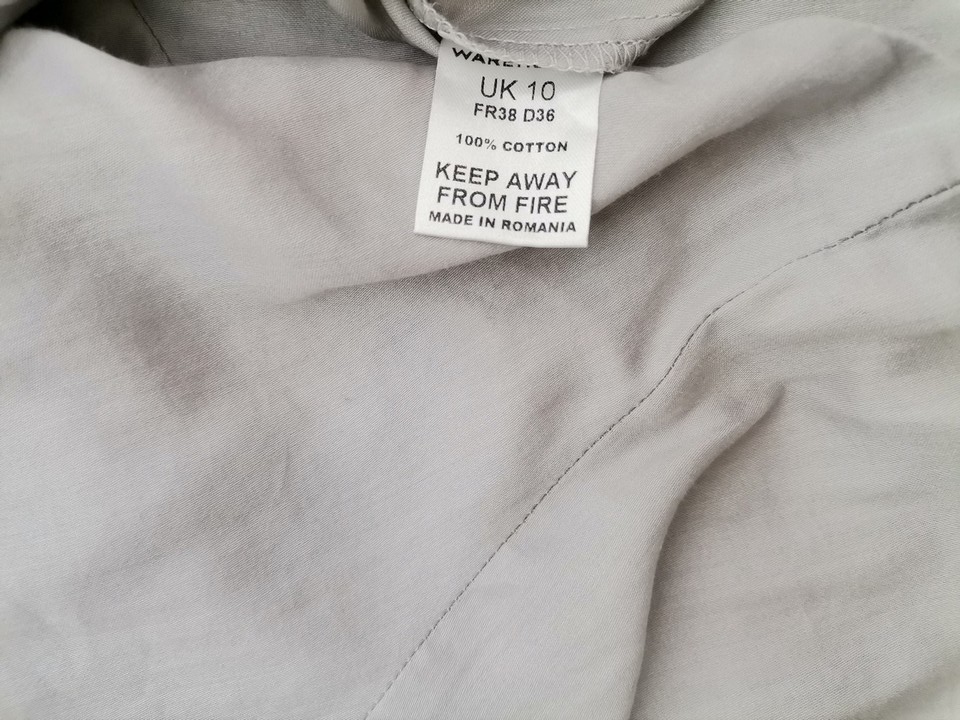 UK 10
FR38 D36
100% COTTON
KEEP AWAY
FROM FIRE
MADE IN ROMANIA